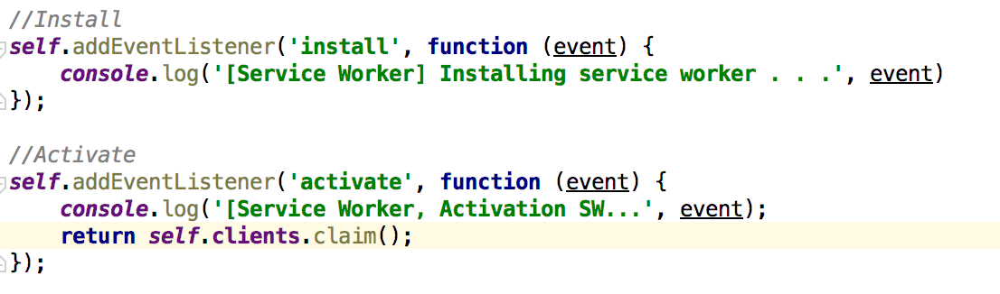 //Install
self.addEventListener('install', function (event) {
    console.log('[Service Worker] Installing service worker . . .', event)
});

//Activate
self.addEventListener('activate', function (event) {
    console.log('[Service Worker, Activation SW...', event);
    return self.clients.claim();
});